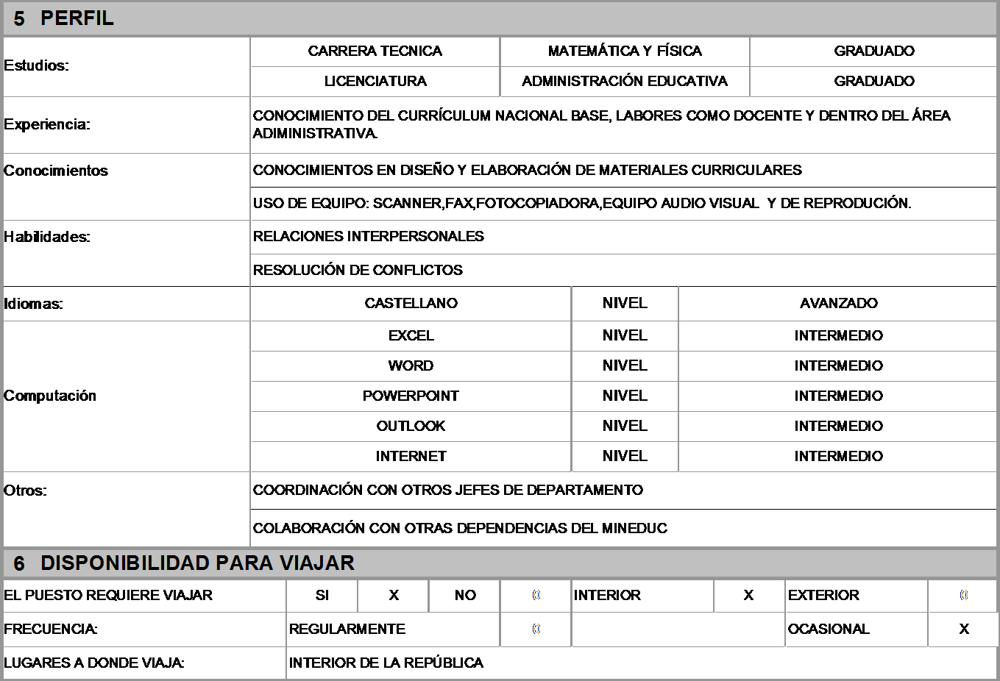 5 PERFIL
Estudios:
CARRERA TECNICA MATEMÁTICA Y FÍSICA GRADUADO
LICENCIATURA ADMINISTRACIÓN EDUCATIVA GRADUADO
Experiencia:
CONOCIMIENTO DEL CURRÍCULUM NACIONAL BASE, LABORES COMO DOCENTE Y DENTRO DEL ÁREA
ADIMINISTRATIVA.
Conocimientos CONOCIMIENTOS EN DISEÑO Y ELABORACIÓN DE MATERIALES CURRICULARES
USO DE EQUIPO: SCANNER,FAX,FOTOCOPIADORA,EQUIPO AUDIO VISUAL Y DE REPRODUCIÓN.
Habilidades: RELACIONES INTERPERSONALES
RESOLUCIÓN DE CONFLICTOS
Idiomas: CASTELLANO NIVEL AVANZADO
EXCEL NIVEL INTERMEDIO
WORD NIVEL INTERMEDIO
Computación POWERPOINT NIVEL INTERMEDIO
OUTLOOK NIVEL INTERMEDIO
INTERNET NIVEL INTERMEDIO
Otros: COORDINACIÓN CON OTROS JEFES DE DEPARTAMENTO
COLABORACIÓN CON OTRAS DEPENDENCIAS DEL MINEDUC
6 DISPONIBILIDAD PARA VIAJAR
EL PUESTO REQUIERE VIAJAR SI X NO 0 INTERIOR X EXTERIOR 0
FRECUENCIA: REGULARMENTE 0 OCASIONAL X
LUGARES A DONDE VIAJA: INTERIOR DE LA REPÚBLICA